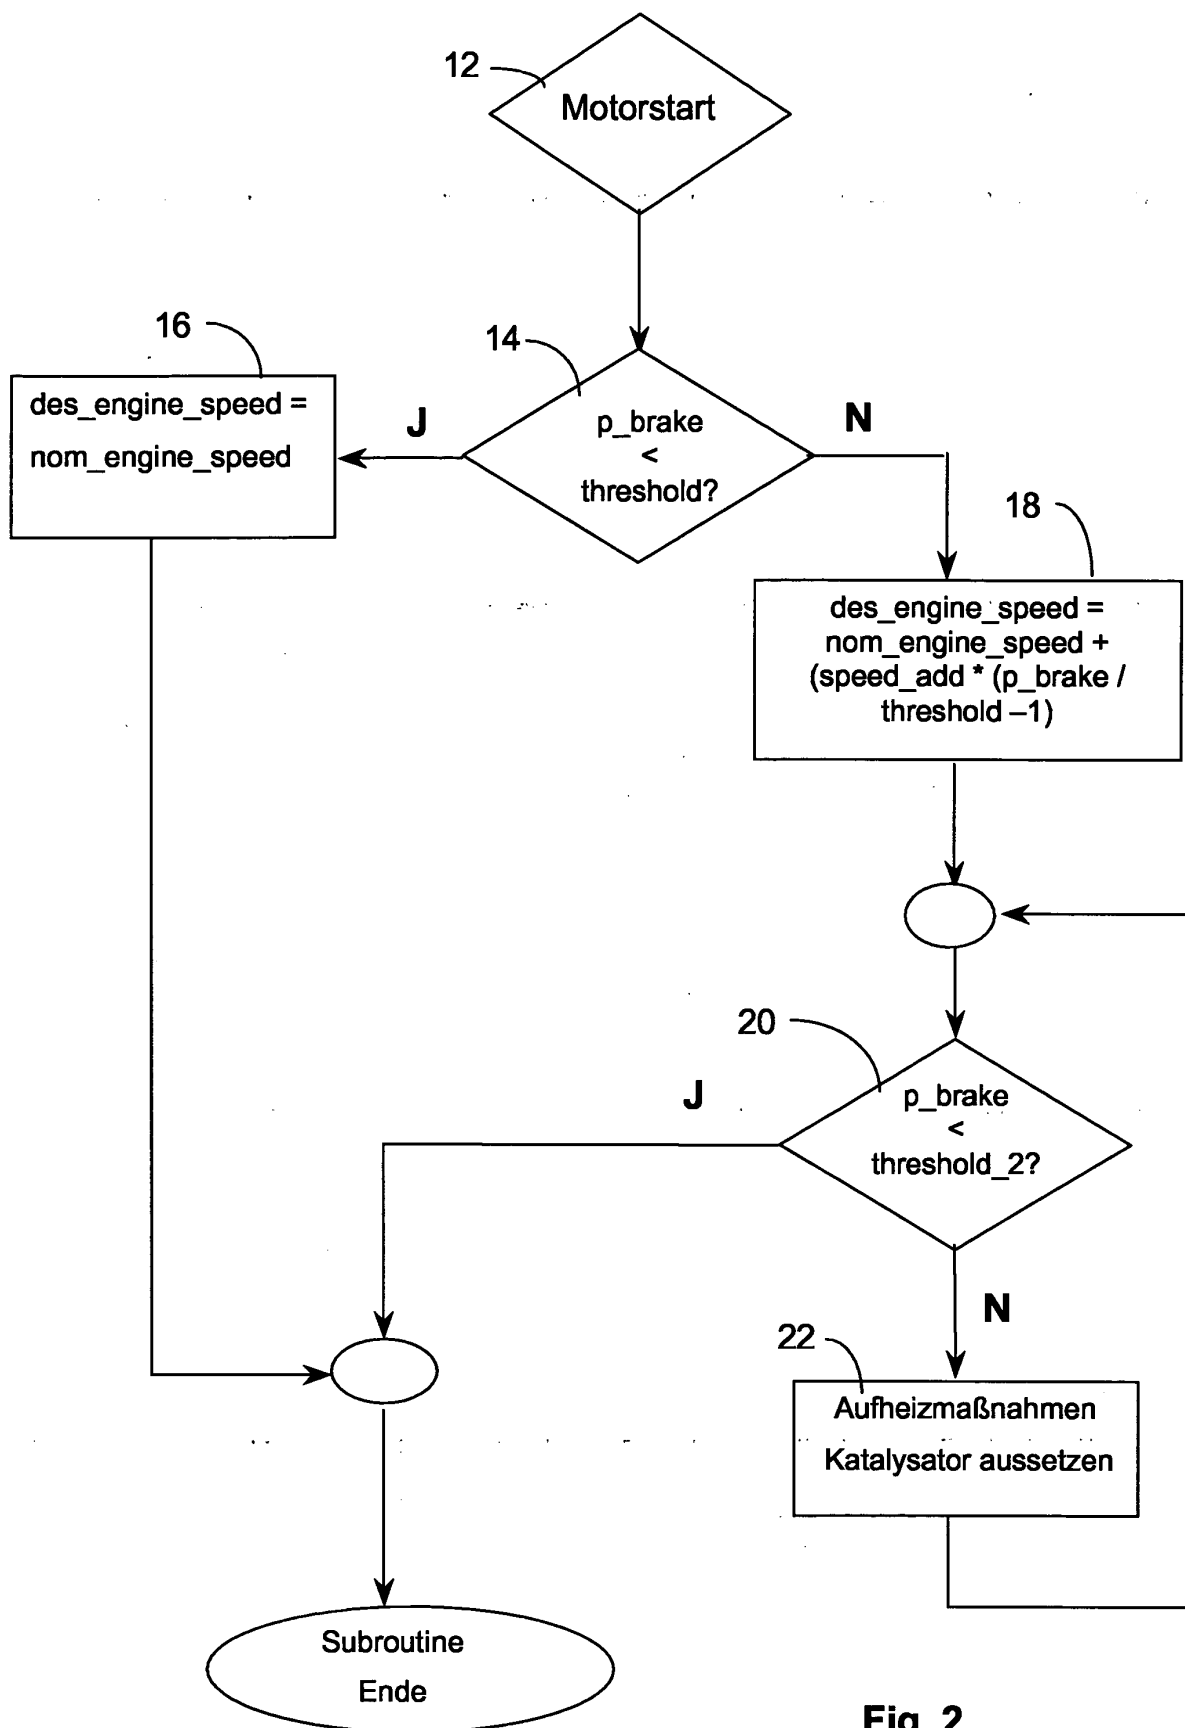 12
Motorstart
16
14
des_engine_speed =
nom_engine_speed
J
p_brake
<
threshold?
N
18
des_engine_speed =
nom_engine_speed +
(speed_add * (p_brake /
threshold –1)
20
J
p_brake
<
threshold_2?
N
22
Aufheizmaßnahmen
Katalysator aussetzen
Subroutine
Ende
Fig. 2